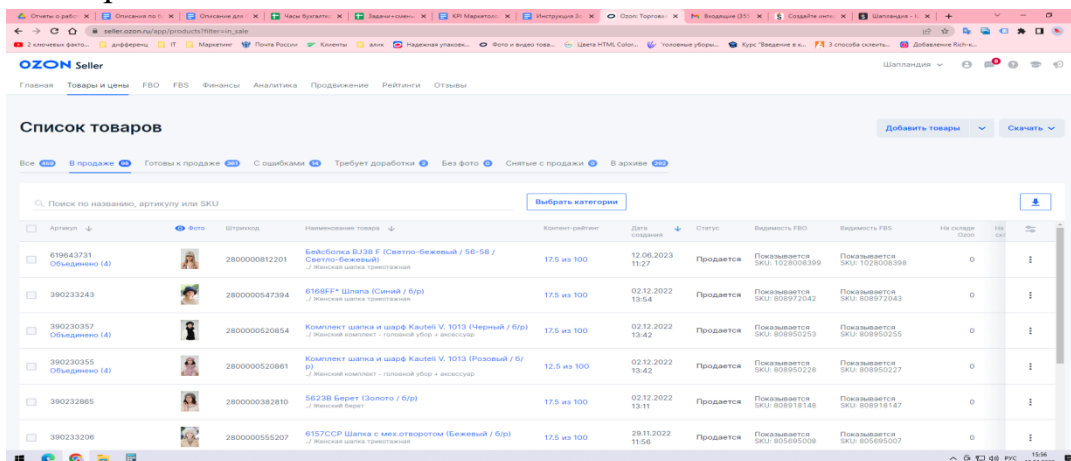 Отчеты о рабо
Описания по б
Описание для
Часы бухгалтер
Задачи+смены
KPI Маркетоло
Инструкция Зо
Ozon Торговая
Входящие (355
Создайте инте
Шапландия - К
seller.ozon.ru/app/products?filter=in_sale
2 ключевых факто...
дифференц
IT
Маркетинг
Почта России
Клиенты
алик
Надежная упаковк...
Фото и видео това...
Цвета HTML Color...
Курс "Введение в к...
3 способа склеить...
Добавление Rich-к...
OZON Seller
Шапландия
Главная Товары и цены FBO FBS Финансы Аналитика Продвижение Рейтинги Отзывы
Список товаров
Добавить товары
Скачать
Все В продаже Готовы к продаже С ошибками 14 Требует доработки 2 Без фото 0 Снятые с продажи 0 В архиве
Поиск по названию, артикулу или SKU
Выбрать категории
Артикул Фото Штрихкод Наименование товара Контент-рейтинг Дата создания Статус Видимость FBO Видимость FBS На складе Ozon На
619643731 2800000812201 Бейсболка BJ38 F (Светло-бежевый / 56-58 / 17.5 из 100 12.06.2023 Продается Показывается Показывается 0
Объединено (4) Светло-бежевый) 11:27 SKU: 1028006399 SKU: 1028006398
../ Женская шапка трикотажная
390233243 2800000547394 6168FF* Шляпа (Синий / б/р) 17.5 из 100 02.12.2022 Продается Показывается Показывается 0
../ Женская шапка трикотажная 13:54 SKU: 808972042 SKU: 808972043
390230357 2800000520854 Комплект шапка и шарф Kauteli V. 1013 (Черный / б/р) 17.5 из 100 02.12.2022 Продается Показывается Показывается 0
Объединено (4) ../ Женский комплект - головной убор + аксессуар 13:42 SKU: 808950253 SKU: 808950255
390230355 2800000520861 Комплект шапка и шарф Kauteli V. 1013 (Розовый / б/ 12.5 из 100 02.12.2022 Продается Показывается Показывается 0
Объединено (4) р) 13:42 SKU: 808950228 SKU: 808950227
../ Женский комплект - головной убор + аксессуар
390232865 2800000382810 5623B Берет (Золото / б/р) 17.5 из 100 02.12.2022 Продается Показывается Показывается 0
../ Женский берет 13:11 SKU: 808918148 SKU: 808918147
390233206 2800000555207 6157ССР Шапка с мех.отворотом (Бежевый / б/р) 17.5 из 100 29.11.2022 Продается Показывается Показывается 0
../ Женская шапка трикотажная 11:56 SKU: 805695008 SKU: 805695007
РУС 15:56